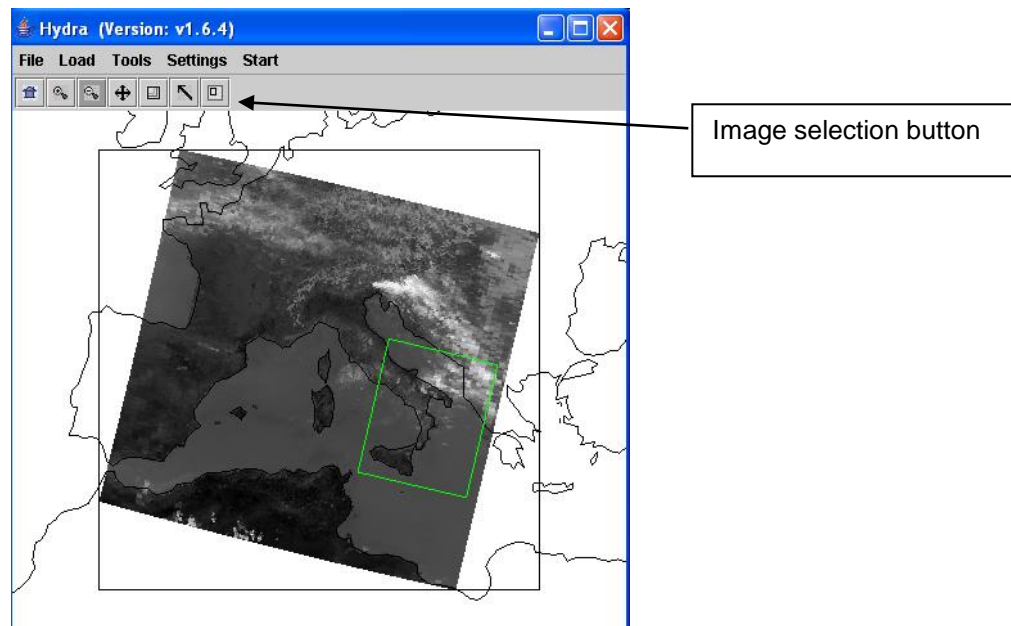 Hydra (Version: v1.6.4)
File Load Tools Settings Start
Image selection button